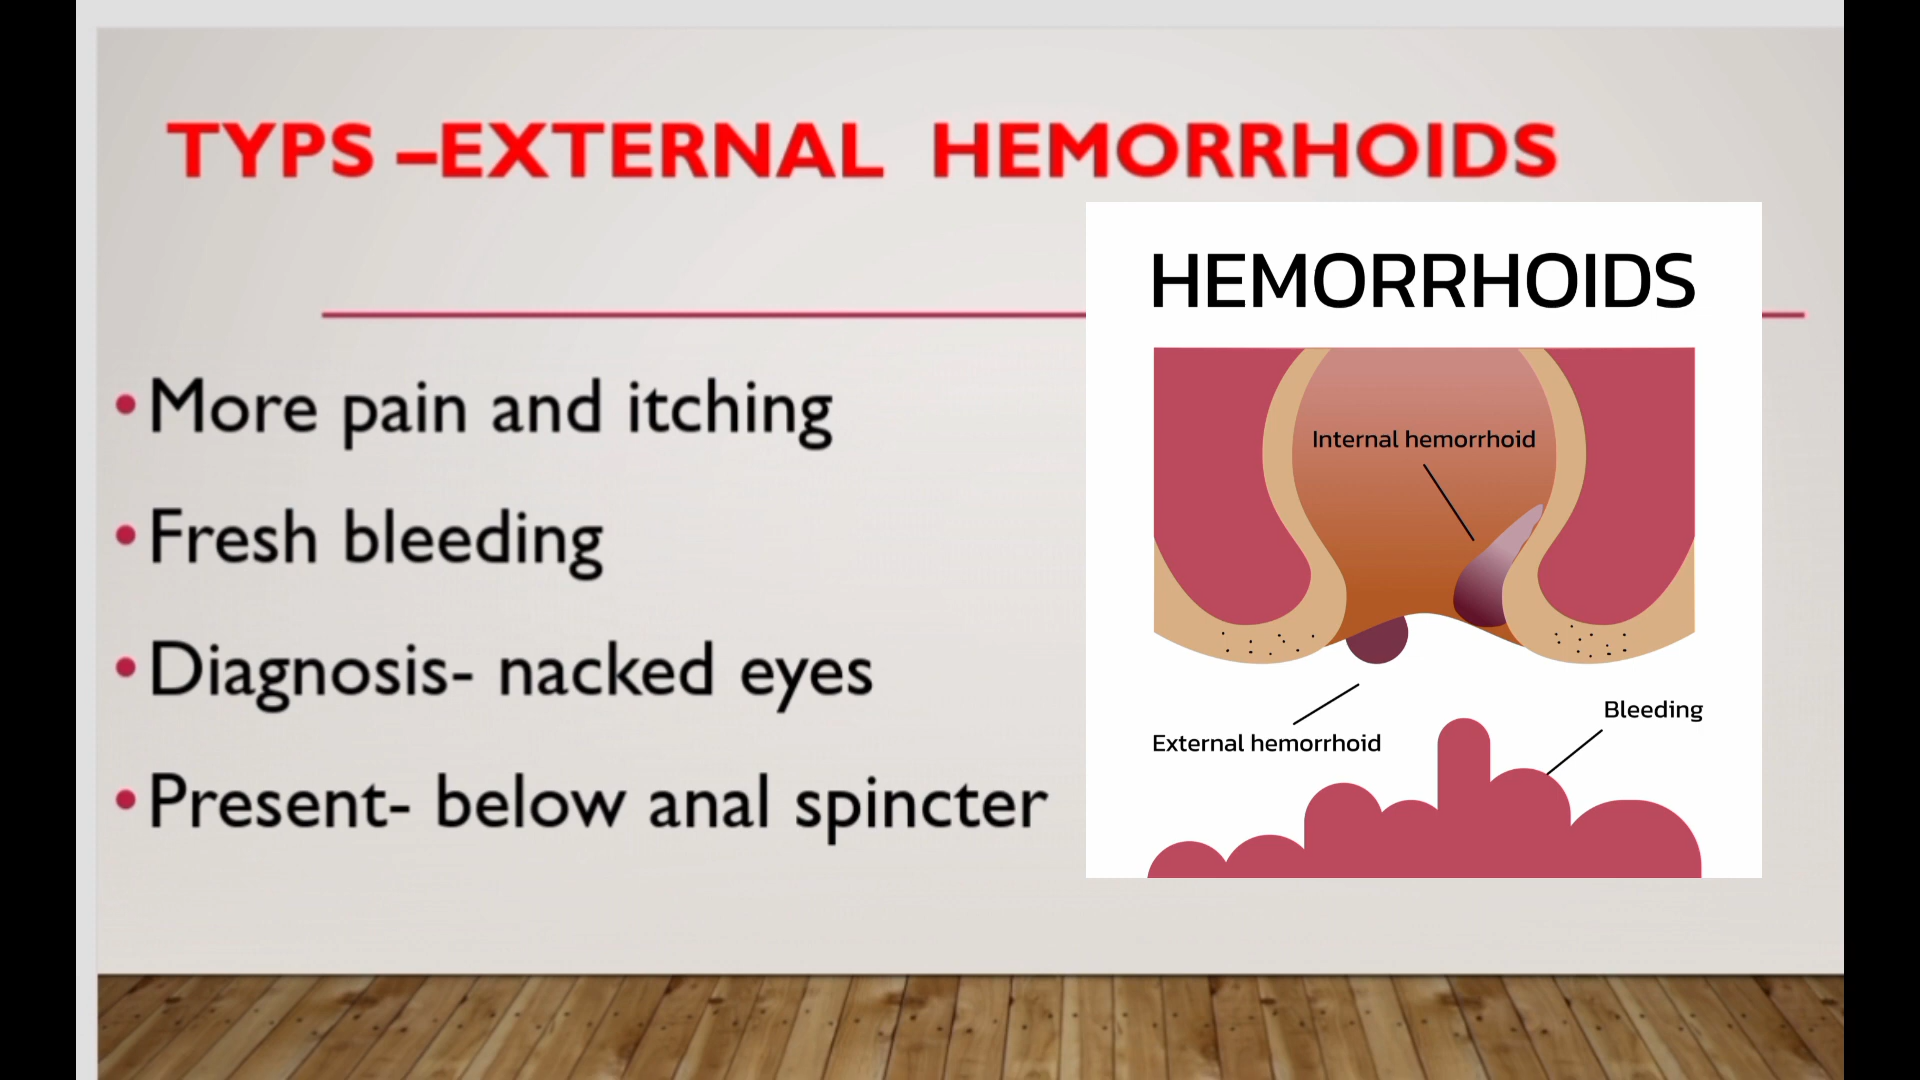 TYPS –EXTERNAL HEMORRHOIDS
• More pain and itching
• Fresh bleeding
• Diagnosis- nacked eyes
• Present- below anal spincter
HEMORRHOIDS
Internal hemorrhoid
External hemorrhoid
Bleeding